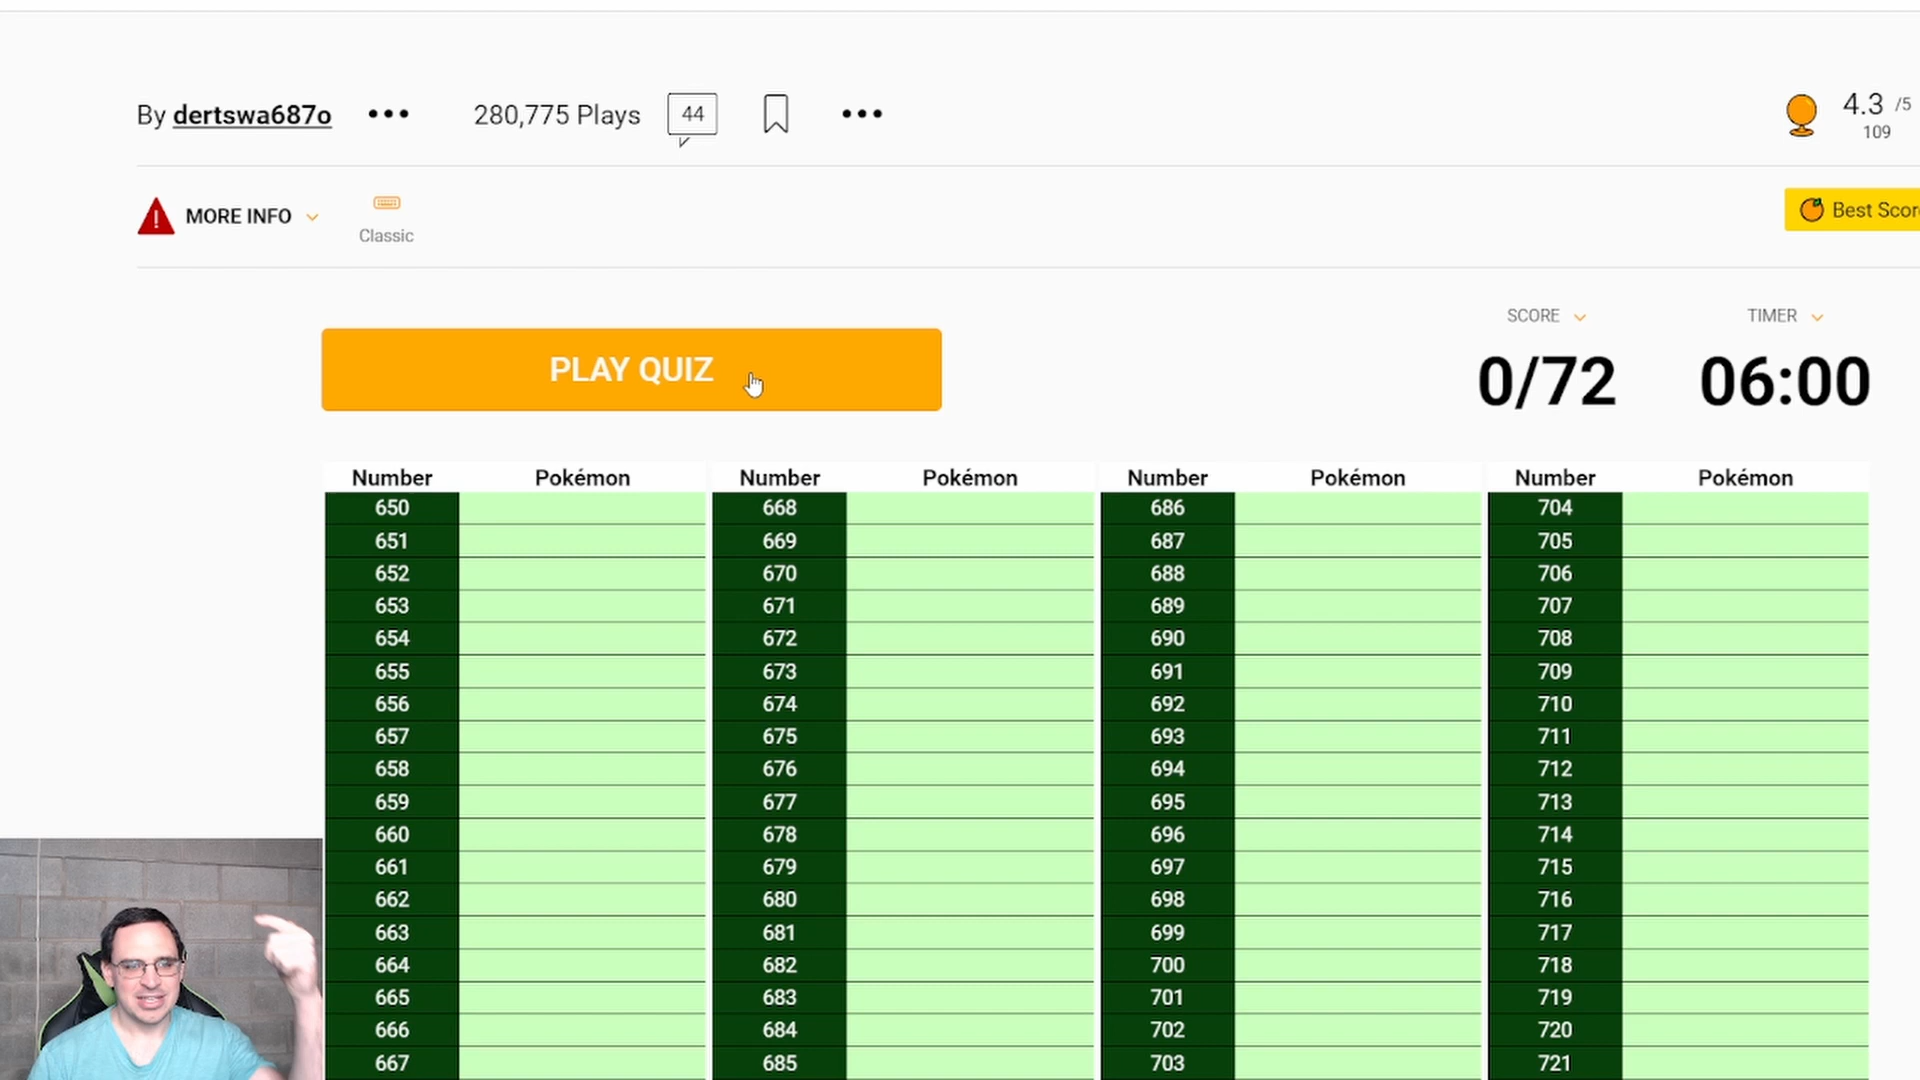 By dertswa687o ••• 280,775 Plays 44 •••
4.3 /5
109
MORE INFO
Classic
Best Scor
SCORE TIMER
PLAY QUIZ
0/72 06:00
Number Pokémon Number Pokémon Number Pokémon Number Pokémon
650 668 686 704
651 669 687 705
652 670 688 706
653 671 689 707
654 672 690 708
655 673 691 709
656 674 692 710
657 675 693 711
658 676 694 712
659 677 695 713
660 678 696 714
661 679 697 715
662 680 698 716
663 681 699 717
664 682 700 718
665 683 701 719
666 684 702 720
667 685 703 721